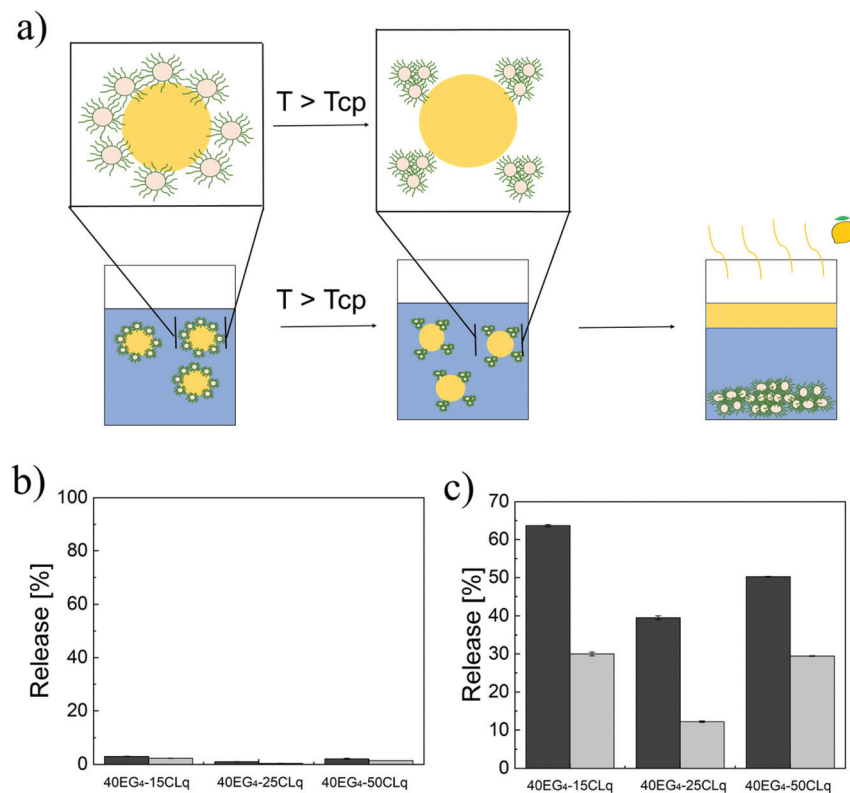 a)
T > Tcp
T > Tcp
b)
Release [%]
100
80
60
40
20
0
40EG₄-15CLq
40EG₄-25CLq
40EG₄-50CLq
c)
Release [%]
70
60
50
40
30
20
10
0
40EG₄-15CLq
40EG₄-25CLq
40EG₄-50CLq